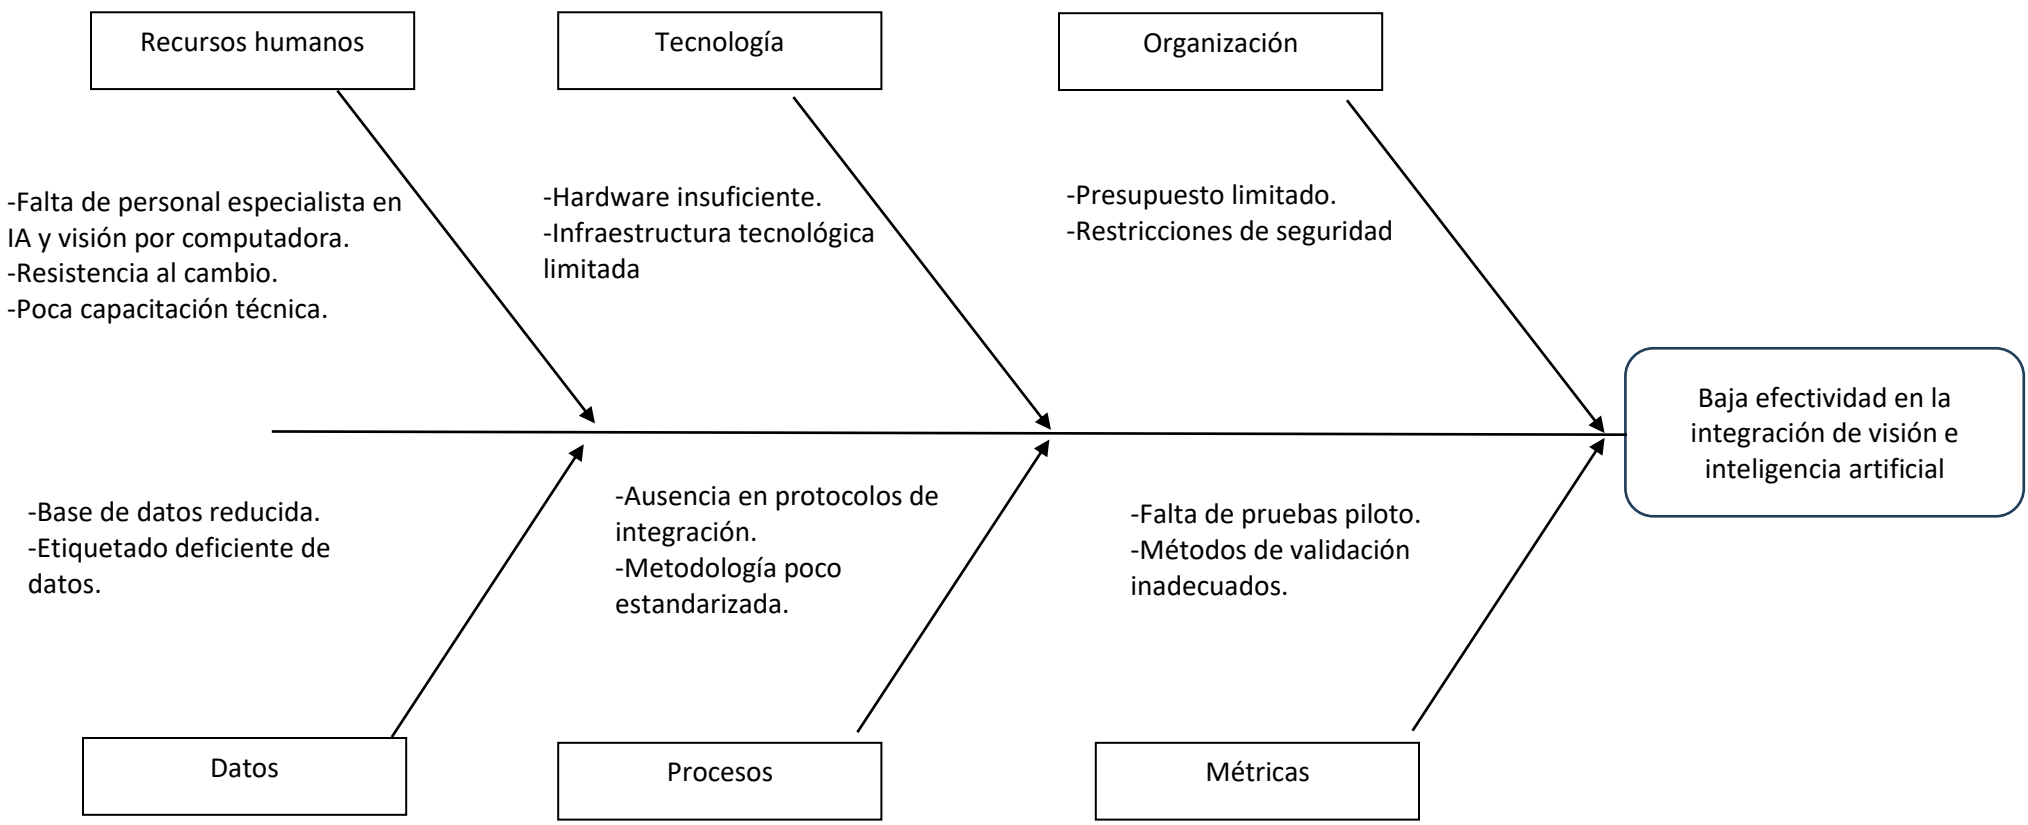 Recursos humanos
Tecnología
Organización
-Falta de personal especialista en
IA y visión por computadora.
-Resistencia al cambio.
-Poca capacitación técnica.
-Hardware insuficiente.
-Infraestructura tecnológica
limitada
-Presupuesto limitado.
-Restricciones de seguridad
Baja efectividad en la
integración de visión e
inteligencia artificial
-Base de datos reducida.
-Etiquetado deficiente de
datos.
-Ausencia en protocolos de
integración.
-Metodología poco
estandarizada.
-Falta de pruebas piloto.
-Métodos de validación
inadecuados.
Datos
Procesos
Métricas